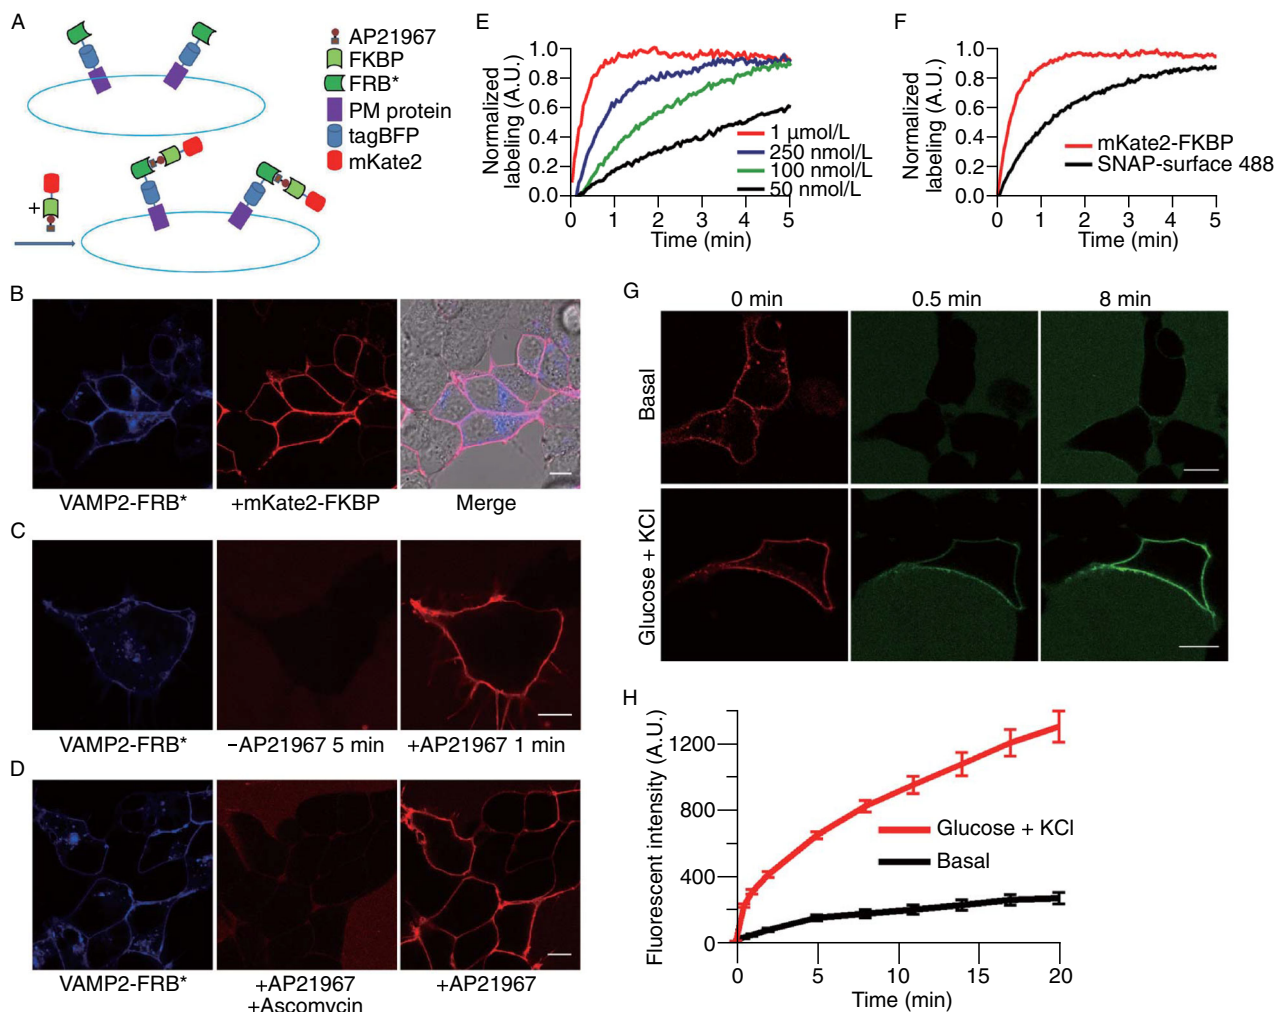 A
AP21967
FKBP
FRB*
PM protein
tagBFP
mKate2
+
E
Normalized
labeling (A.U.)
1.0
0.8
0.6
0.4
0.2
0.0
1 µmol/L
250 nmol/L
100 nmol/L
50 nmol/L
0 1 2 3 4 5
Time (min)
F
Normalized
labeling (A.U.)
1.0
0.8
0.6
0.4
0.2
0.0
mKate2-FKBP
SNAP-surface 488
0 1 2 3 4 5
Time (min)
B
VAMP2-FRB* +mKate2-FKBP Merge
C
VAMP2-FRB* −AP21967 5 min +AP21967 1 min
D
VAMP2-FRB* +AP21967 +AP21967
+Ascomycin
G
0 min 0.5 min 8 min
Basal
Glucose + KCl
H
Fluorescent intensity (A.U.)
1200
800
400
0
Glucose + KCl
Basal
0 5 10 15 20
Time (min)